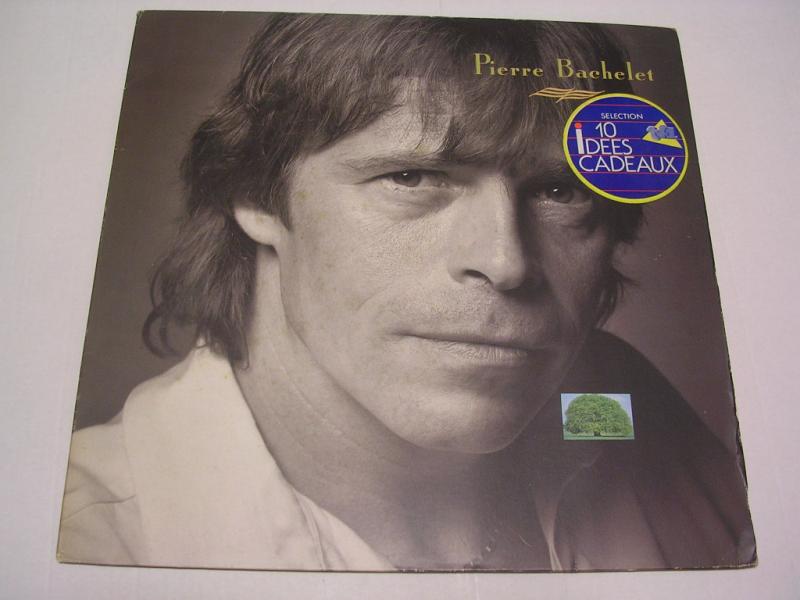 Pierre Bachelet
SELECTION
10
iDEES
CADEAUX